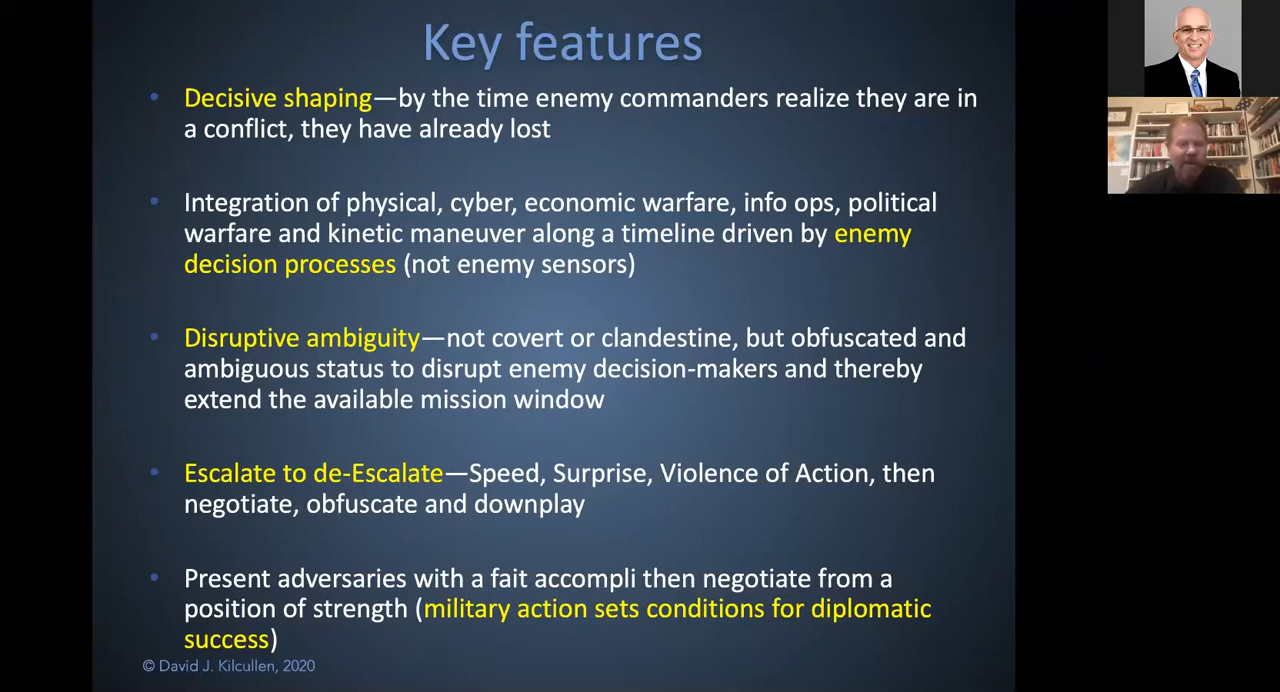 Key features
• Decisive shaping—by the time enemy commanders realize they are in
a conflict, they have already lost
• Integration of physical, cyber, economic warfare, info ops, political
warfare and kinetic maneuver along a timeline driven by enemy
decision processes (not enemy sensors)
• Disruptive ambiguity—not covert or clandestine, but obfuscated and
ambiguous status to disrupt enemy decision-makers and thereby
extend the available mission window
• Escalate to de-Escalate—Speed, Surprise, Violence of Action, then
negotiate, obfuscate and downplay
• Present adversaries with a fait accompli then negotiate from a
position of strength (military action sets conditions for diplomatic
success)
© David J. Kilcullen, 2020